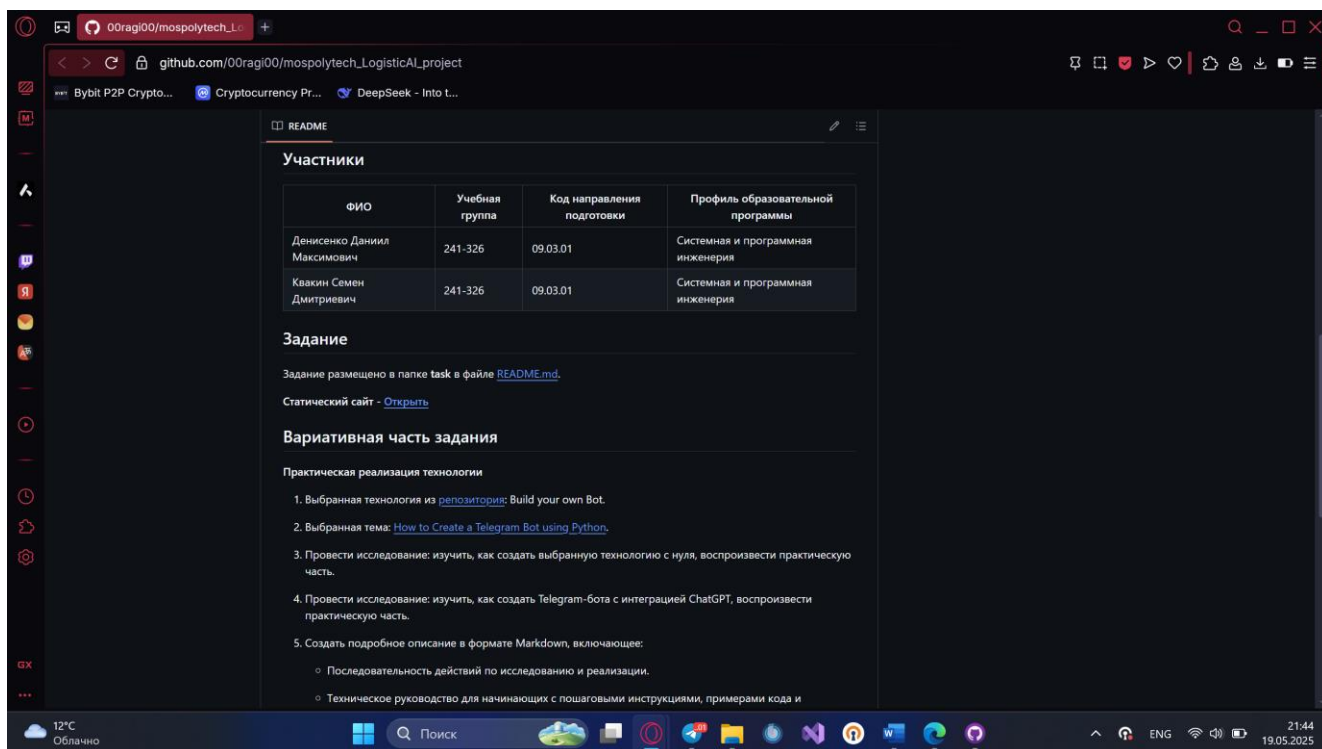 00ragi00/mospolytech_Lo
github.com/00ragi00/mospolytech_LogisticAI_project
Bybit P2P Crypto...
Cryptocurrency Pr...
DeepSeek - Into t...
README
Участники
ФИО
Учебная
группа
Код направления
подготовки
Профиль образовательной
программы
Денисенко Даниил
Максимович
241-326
09.03.01
Системная и программная
инженерия
Квакин Семен
Дмитриевич
241-326
09.03.01
Системная и программная
инженерия
Задание
Задание размещено в папке task в файле README.md.
Статический сайт - Открыть
Вариативная часть задания
Практическая реализация технологии
1. Выбранная технология из репозитория: Build your own Bot.
2. Выбранная тема: How to Create a Telegram Bot using Python.
3. Провести исследование: изучить, как создать выбранную технологию с нуля, воспроизвести практическую
часть.
4. Провести исследование: изучить, как создать Telegram-бота с интеграцией ChatGPT, воспроизвести
практическую часть.
5. Создать подробное описание в формате Markdown, включающее:
Последовательность действий по исследованию и реализации.
Техническое руководство для начинающих с пошаговыми инструкциями, примерами кода и
GX
12°C
Облачно
Поиск
ENG
21:44
19.05.2025